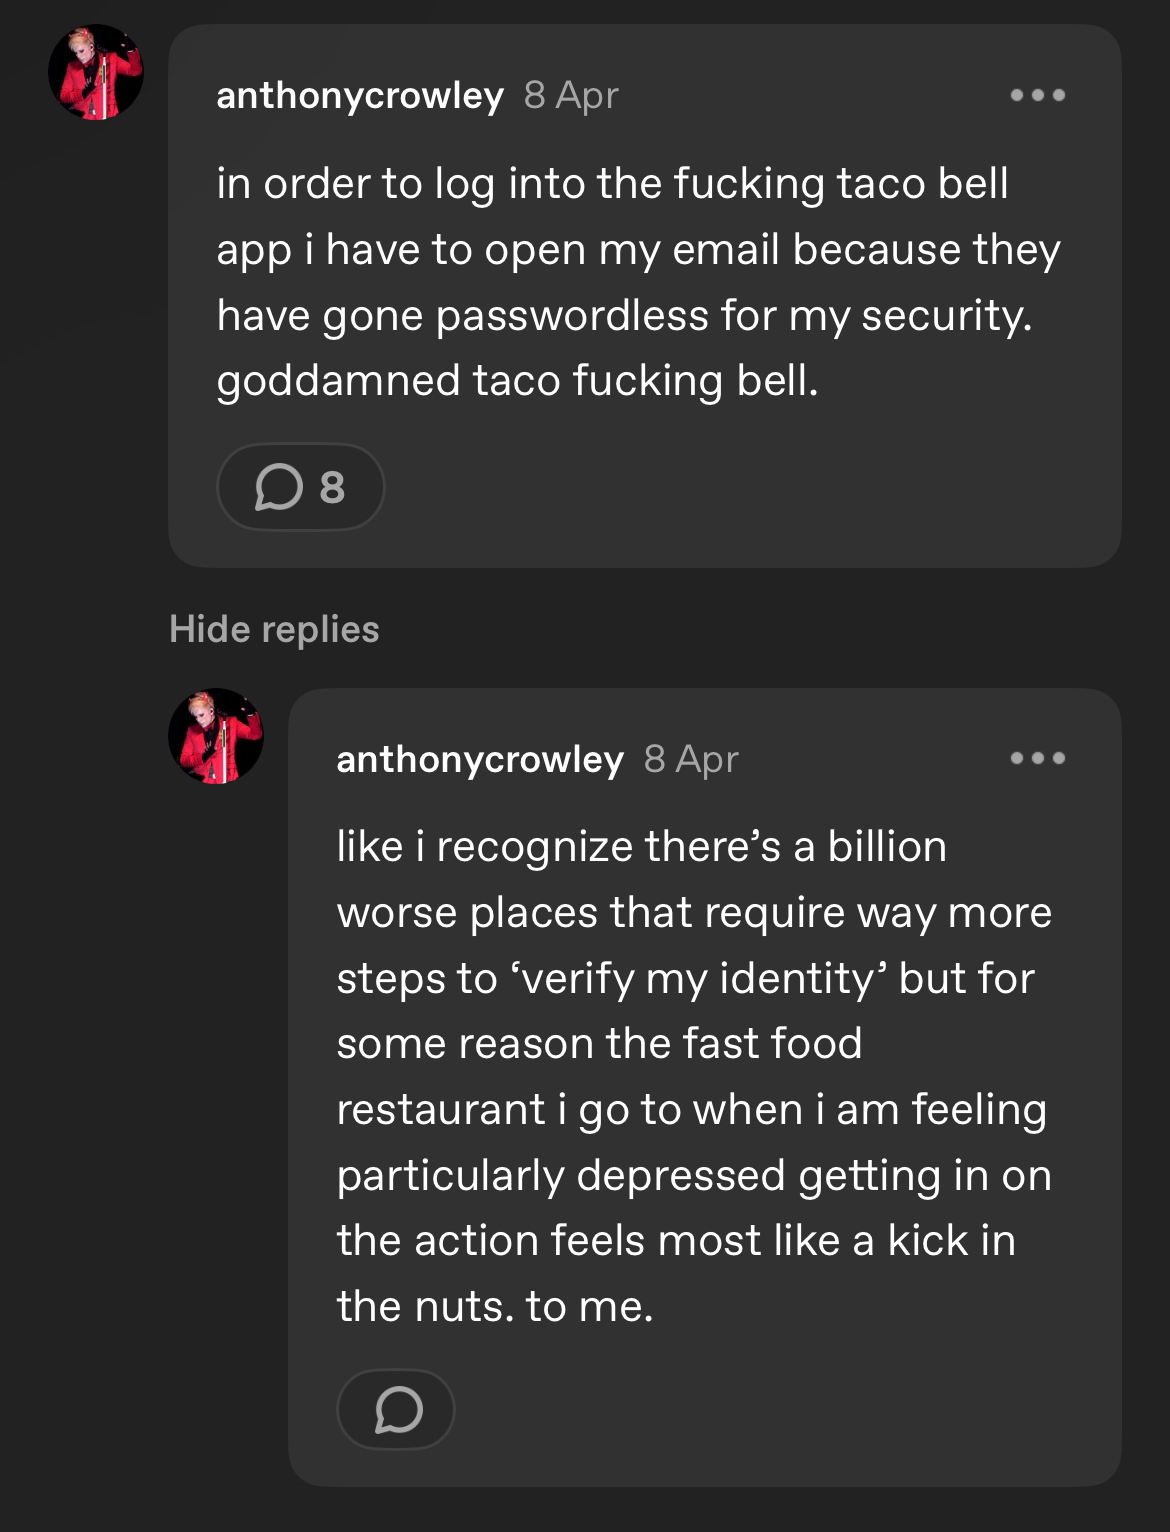 anthonycrowley 8 Apr
in order to log into the fucking taco bell
app i have to open my email because they
have gone passwordless for my security.
goddamned taco fucking bell.
8
Hide replies
anthonycrowley 8 Apr
like i recognize there’s a billion
worse places that require way more
steps to ‘verify my identity’ but for
some reason the fast food
restaurant i go to when i am feeling
particularly depressed getting in on
the action feels most like a kick in
the nuts. to me.